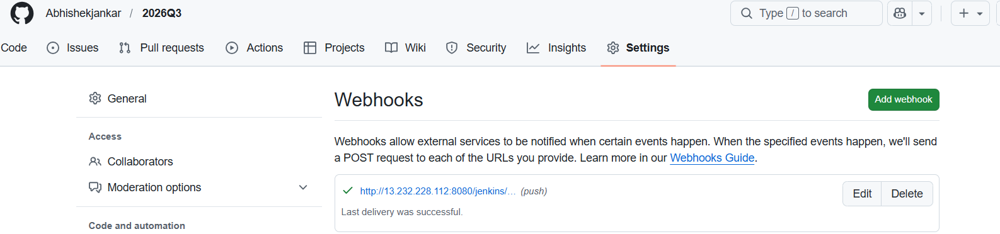 Abhishekjankar / 2026Q3
Type / to search
Code Issues Pull requests Actions Projects Wiki Security Insights Settings
General
Access
Collaborators
Moderation options
Code and automation
Webhooks
Add webhook
Webhooks allow external services to be notified when certain events happen. When the specified events happen, we'll send
a POST request to each of the URLs you provide. Learn more in our Webhooks Guide.
http://13.232.228.112:8080/jenkins/... (push)
Edit Delete
Last delivery was successful.